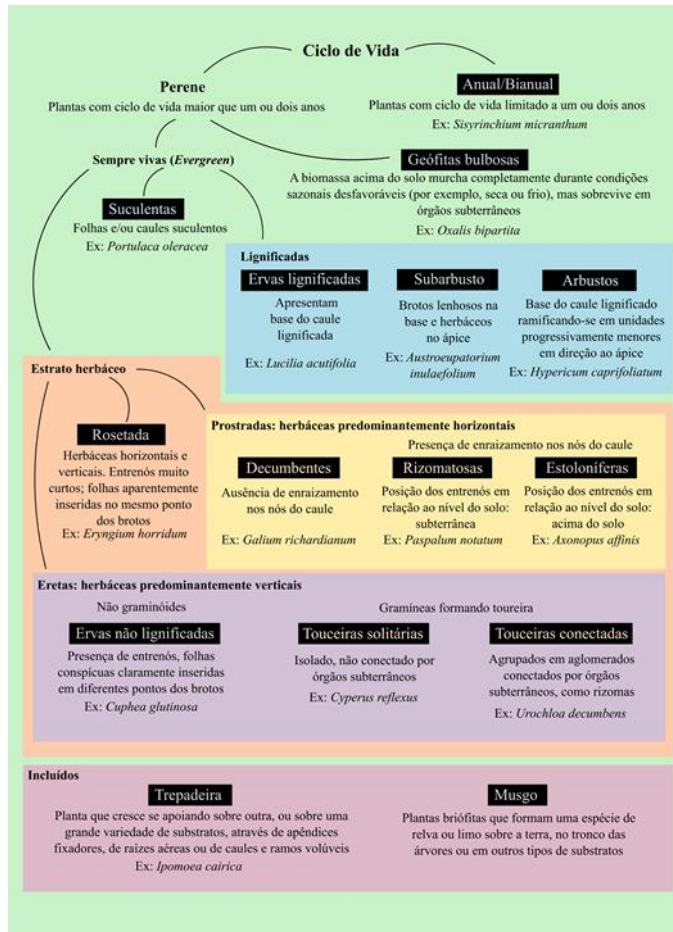 Ciclo de Vida
Perene
Plantas com ciclo de vida maior que um ou dois anos
Anual/Bianual
Plantas com ciclo de vida limitado a um ou dois anos
Ex: Sisyrinchium micranthum
Sempre vivas (Evergreen)
Geófitas bulbosas
A biomassa acima do solo murcha completamente durante condições
sazonais desfavoráveis (por exemplo, seca ou frio), mas sobrevive em
órgãos subterrâneos
Ex: Oxalis bipartita
Suculentas
Folhas e/ou caules suculentos
Ex: Portulaca oleracea
Lignificadas
Ervas lignificadas
Apresentam
base do caule
lignificada
Ex: Lucilia acutifolia
Subarbusto
Brotos lenhosos na
base e herbáceos
no ápice
Ex: Austroeupatorium
inulaefolium
Arbustos
Base do caule lignificado
ramificando-se em unidades
progressivamente menores
em direção ao ápice
Ex: Hypericum caprifoliatum
Estrato herbáceo
Rosetada
Herbáceas horizontais e
verticais. Entrenós muito
curtos; folhas aparentemente
inseridas no mesmo ponto
dos brotos
Ex: Eryngium horridum
Prostradas: herbáceas predominantemente horizontais
Presença de enraizamento nos nós do caule
Decumbentes
Ausência de enraizamento
nos nós do caule
Ex: Galium richardianum
Rizomatosas
Posição dos entrenós em
relação ao nível do solo:
subterrânea
Ex: Paspalum notatum
Estoloníferas
Posição dos entrenós em
relação ao nível do solo:
acima do solo
Ex: Axonopus affinis
Eretas: herbáceas predominantemente verticais
Não graminóides
Gramíneas formando toureira
Ervas não lignificadas
Presença de entrenós, folhas
conspícuas claramente inseridas
em diferentes pontos dos brotos
Ex: Cuphea glutinosa
Touceiras solitárias
Isolado, não conectado por
órgãos subterrâneos
Ex: Cyperus reflexus
Touceiras conectadas
Agrupados em aglomerados
conectados por órgãos
subterrâneos, como rizomas
Ex: Urochloa decumbens
Incluídos
Trepadeira
Planta que cresce se apoiando sobre outra, ou sobre uma
grande variedade de substratos, através de apêndices
fixadores, de raízes aéreas ou de caules e ramos volúveis
Ex: Ipomoea cairica
Musgo
Plantas briófitas que formam uma espécie de
relva ou limo sobre a terra, no tronco das
árvores ou em outros tipos de substratos